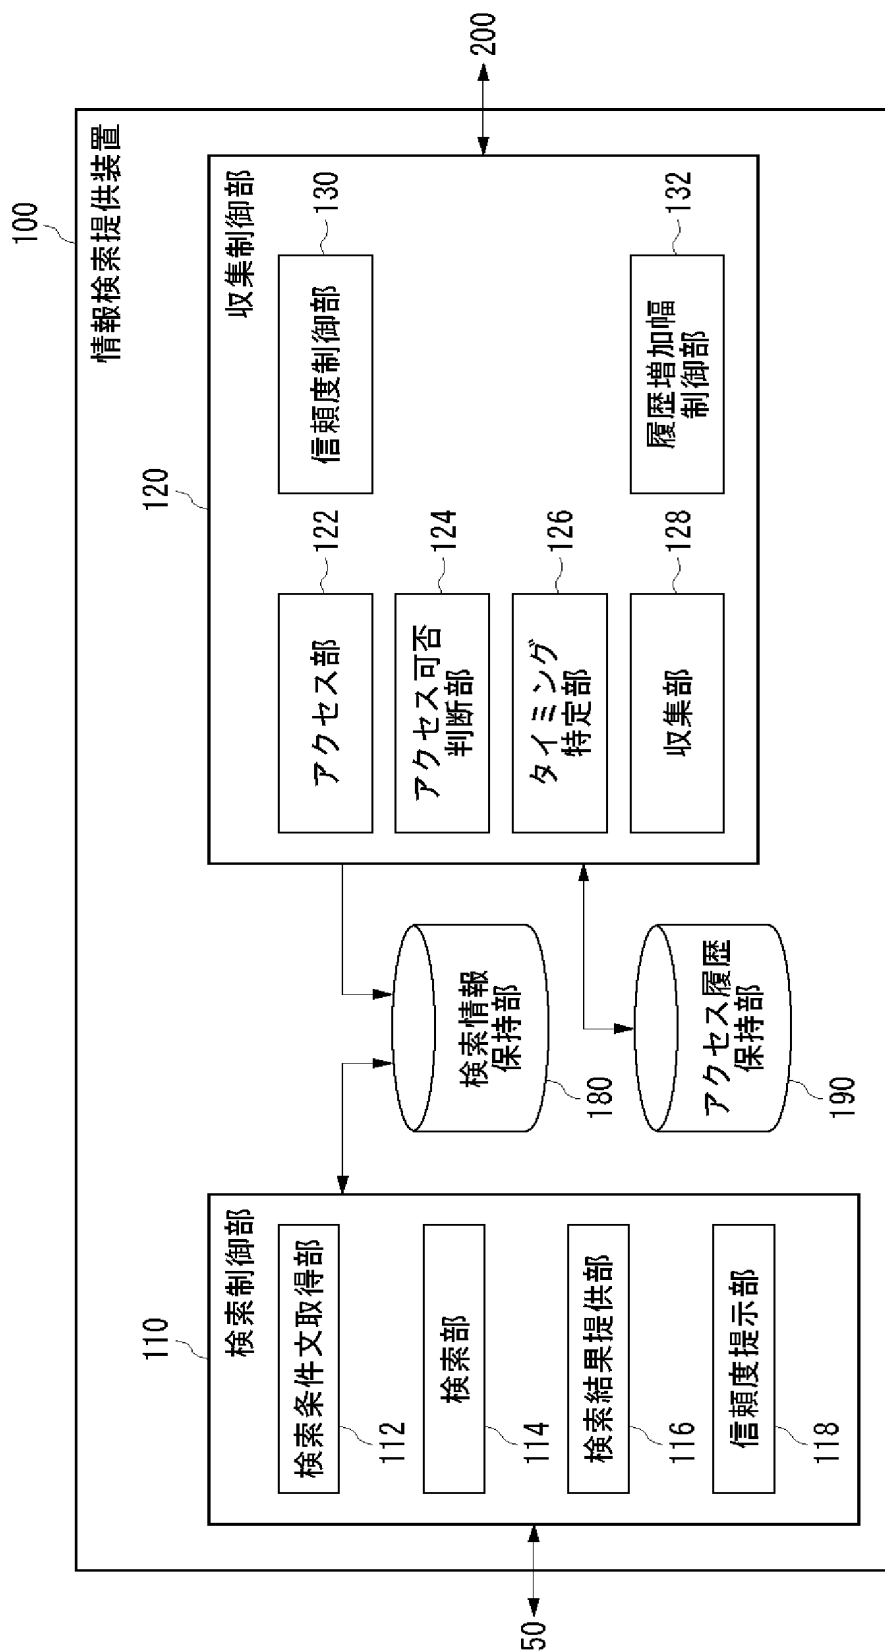 100
情報検索提供装置
110
検索制御部
検索条件文取得部
112
検索部
114
検索結果提供部
116
信頼度提示部
118
50
検索情報
保持部
180
アクセス履歴
保持部
190
120
収集制御部
アクセス部
122
アクセス可否
判断部
124
タイミング
特定部
126
収集部
128
信頼度制御部
130
履歴増加幅
制御部
132
200